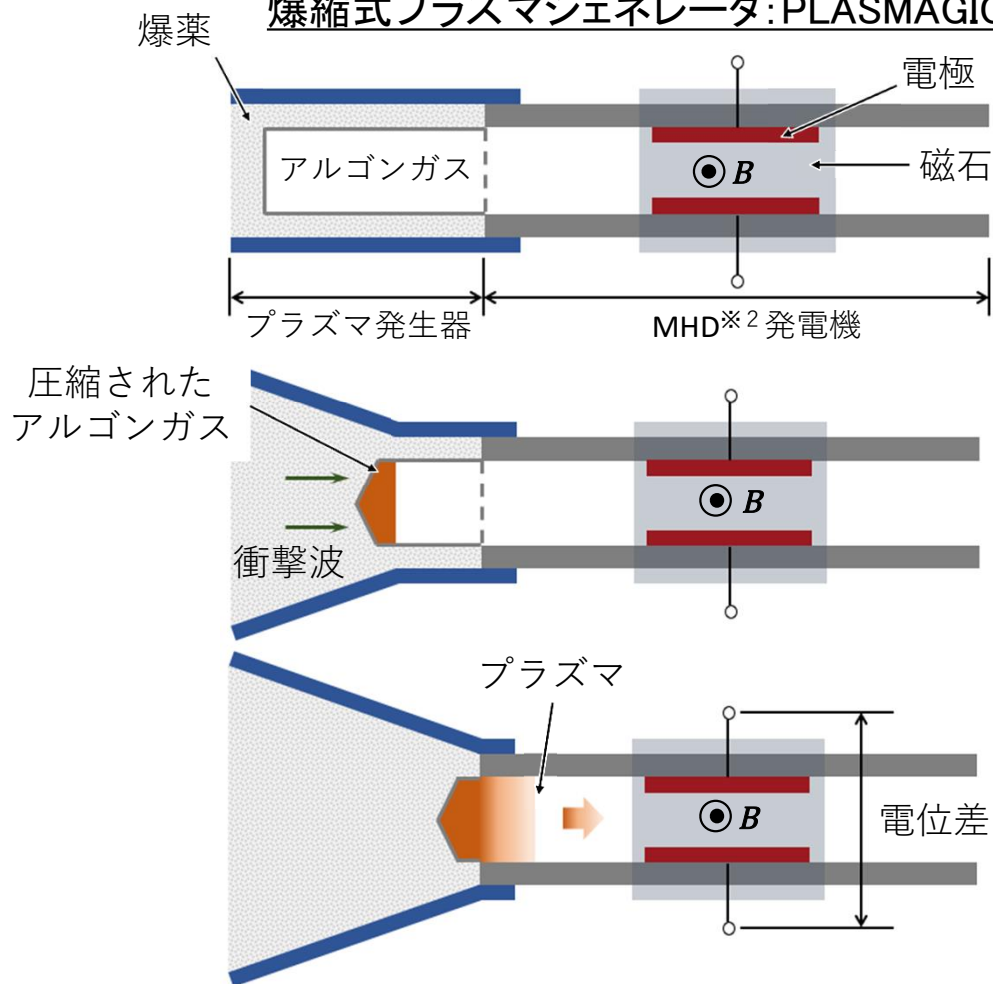 爆縮式プラズマジェネレータ:PLASMAGIC
爆薬
電極
アルゴンガス
B
磁石
プラズマ発生器
MHD※2発電機
圧縮された
アルゴンガス
B
衝撃波
プラズマ
B
電位差